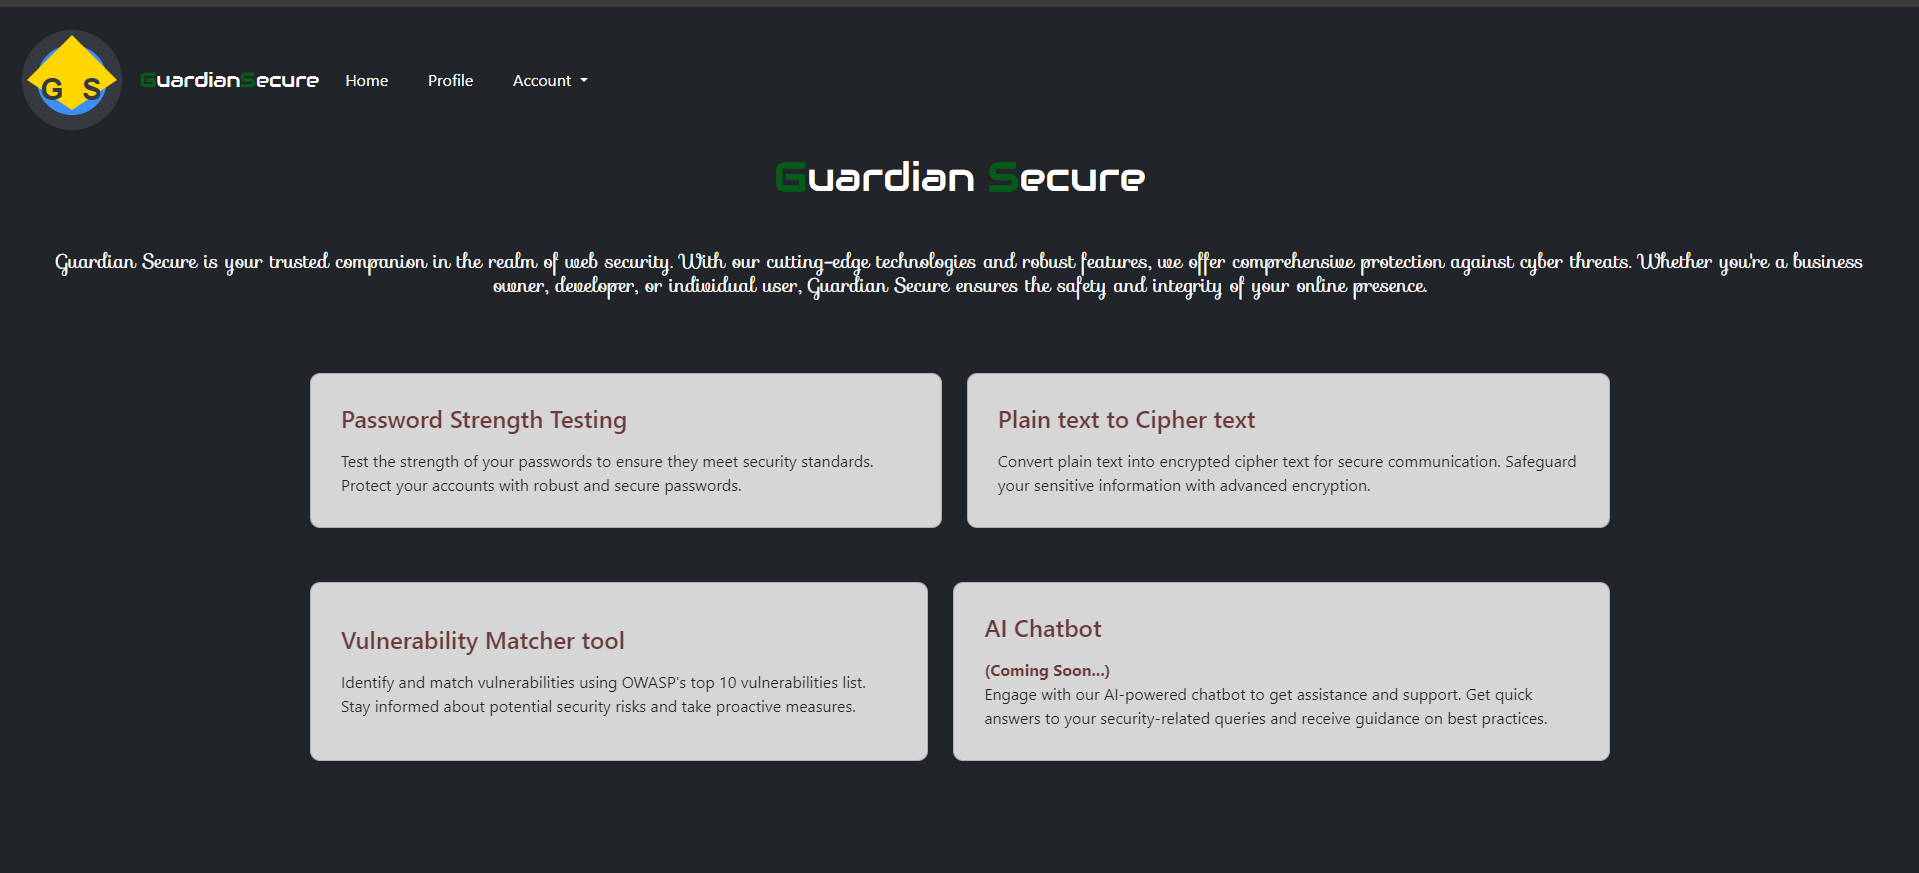 G S
GuardianSecure Home Profile Account
Guardian Secure
Guardian Secure is your trusted companion in the realm of web security. With our cutting-edge technologies and robust features, we offer comprehensive protection against cyber threats. Whether you're a business
owner, developer, or individual user, Guardian Secure ensures the safety and integrity of your online presence.
Password Strength Testing
Test the strength of your passwords to ensure they meet security standards.
Protect your accounts with robust and secure passwords.
Plain text to Cipher text
Convert plain text into encrypted cipher text for secure communication. Safeguard
your sensitive information with advanced encryption.
Vulnerability Matcher tool
Identify and match vulnerabilities using OWASP's top 10 vulnerabilities list.
Stay informed about potential security risks and take proactive measures.
AI Chatbot
(Coming Soon...)
Engage with our AI-powered chatbot to get assistance and support. Get quick
answers to your security-related queries and receive guidance on best practices.